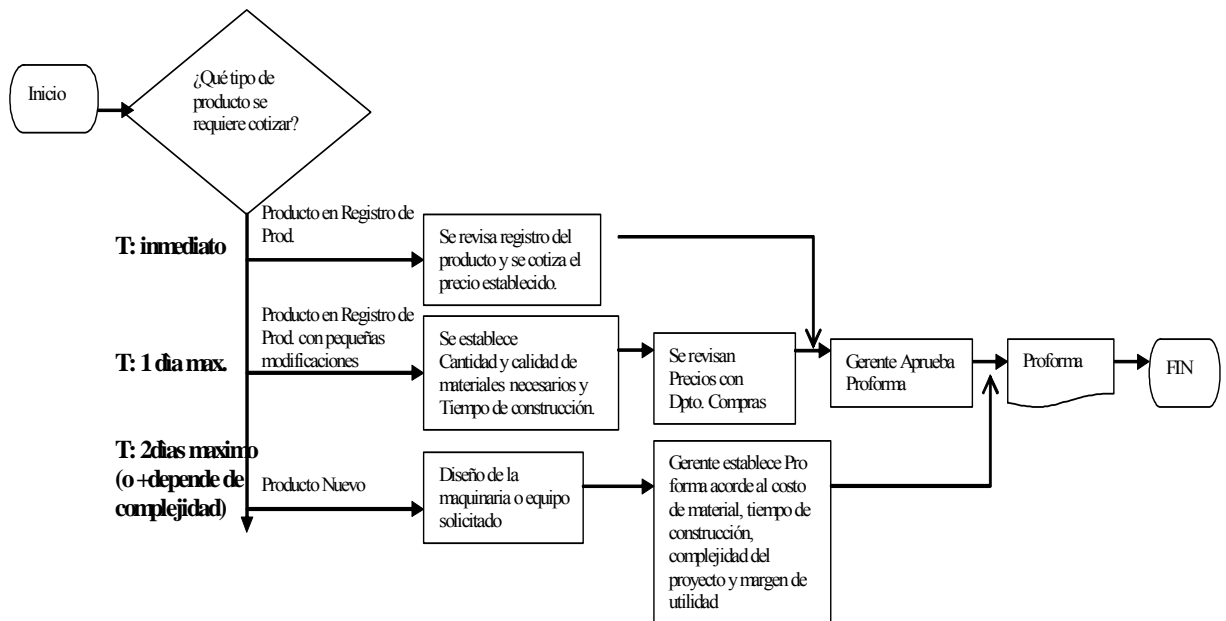 Inicio
¿Qué tipo de
producto se
requiere cotizar?
T: inmediato
Producto en Registro de
Prod.
Se revisa registro del
producto y se cotiza el
precio establecido.
T: 1 dìa max.
Producto en Registro de
Prod. con pequeñas
modificaciones
Se establece
Cantidad y calidad de
materiales necesarios y
Tiempo de construcción.
Se revisan
Precios con
Dpto. Compras
Gerente Aprueba
Proforma
Proforma
FIN
T: 2dìas maximo
(o +depende de
complejidad)
Producto Nuevo
Diseño de la
maquinaria o equipo
solicitado
Gerente establece Pro
forma acorde al costo
de material, tiempo de
construcción,
complejidad del
proyecto y margen de
utilidad